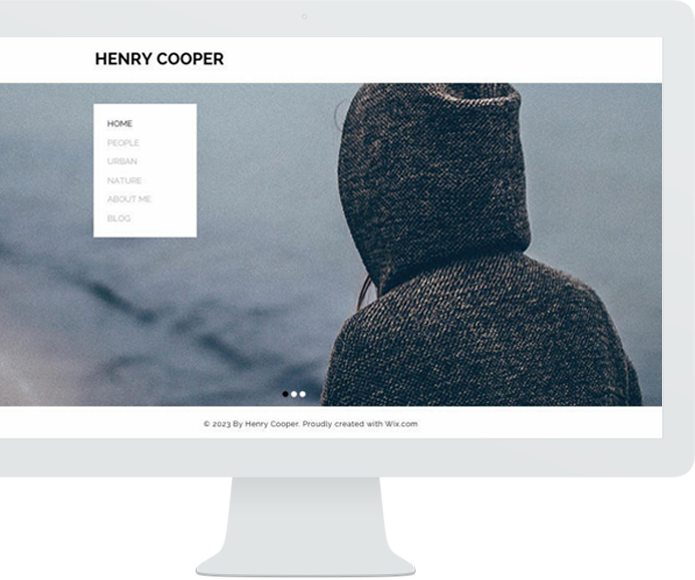 HENRY COOPER
HOME
PEOPLE
URBAN
NATURE
ABOUT ME
BLOG
© 2023 By Henry Cooper. Proudly created with Wix.com